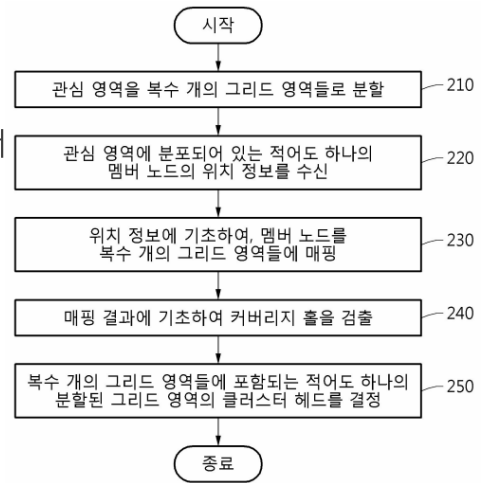 시작
관심 영역을 복수 개의 그리드 영역들로 분할
210
관심 영역에 분포되어 있는 적어도 하나의
멤버 노드의 위치 정보를 수신
220
위치 정보에 기초하여, 멤버 노드를
복수 개의 그리드 영역들에 매핑
230
매핑 결과에 기초하여 커버리지 홀을 검출
240
복수 개의 그리드 영역들에 포함되는 적어도 하나의
분할된 그리드 영역의 클러스터 헤드를 결정
250
종료